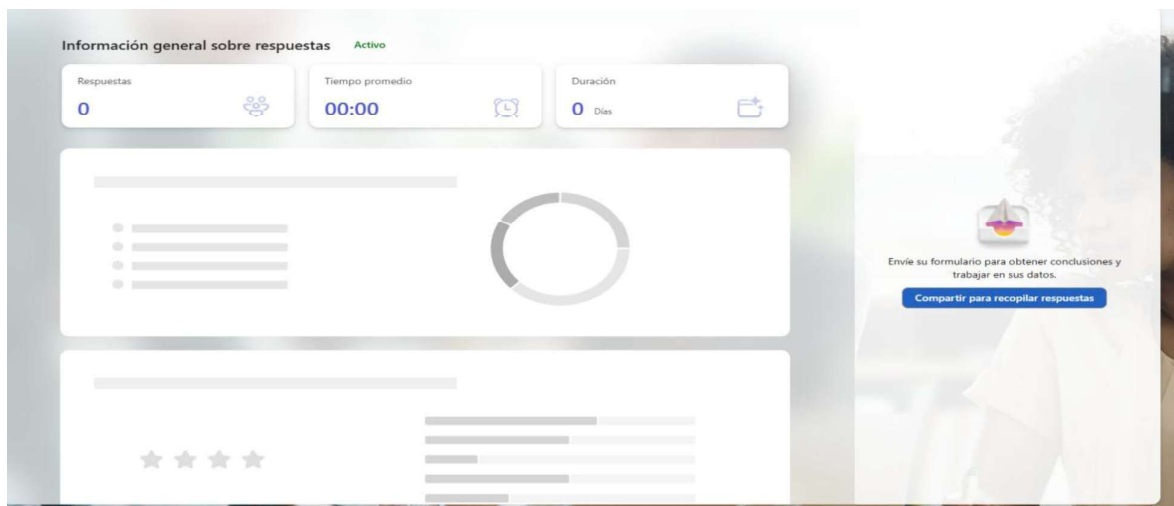 Información general sobre respuestas Activo
Respuestas
0
Tiempo promedio
00:00
Duración
0 Días
Envíe su formulario para obtener conclusiones y
trabajar en sus datos.
Compartir para recopilar respuestas